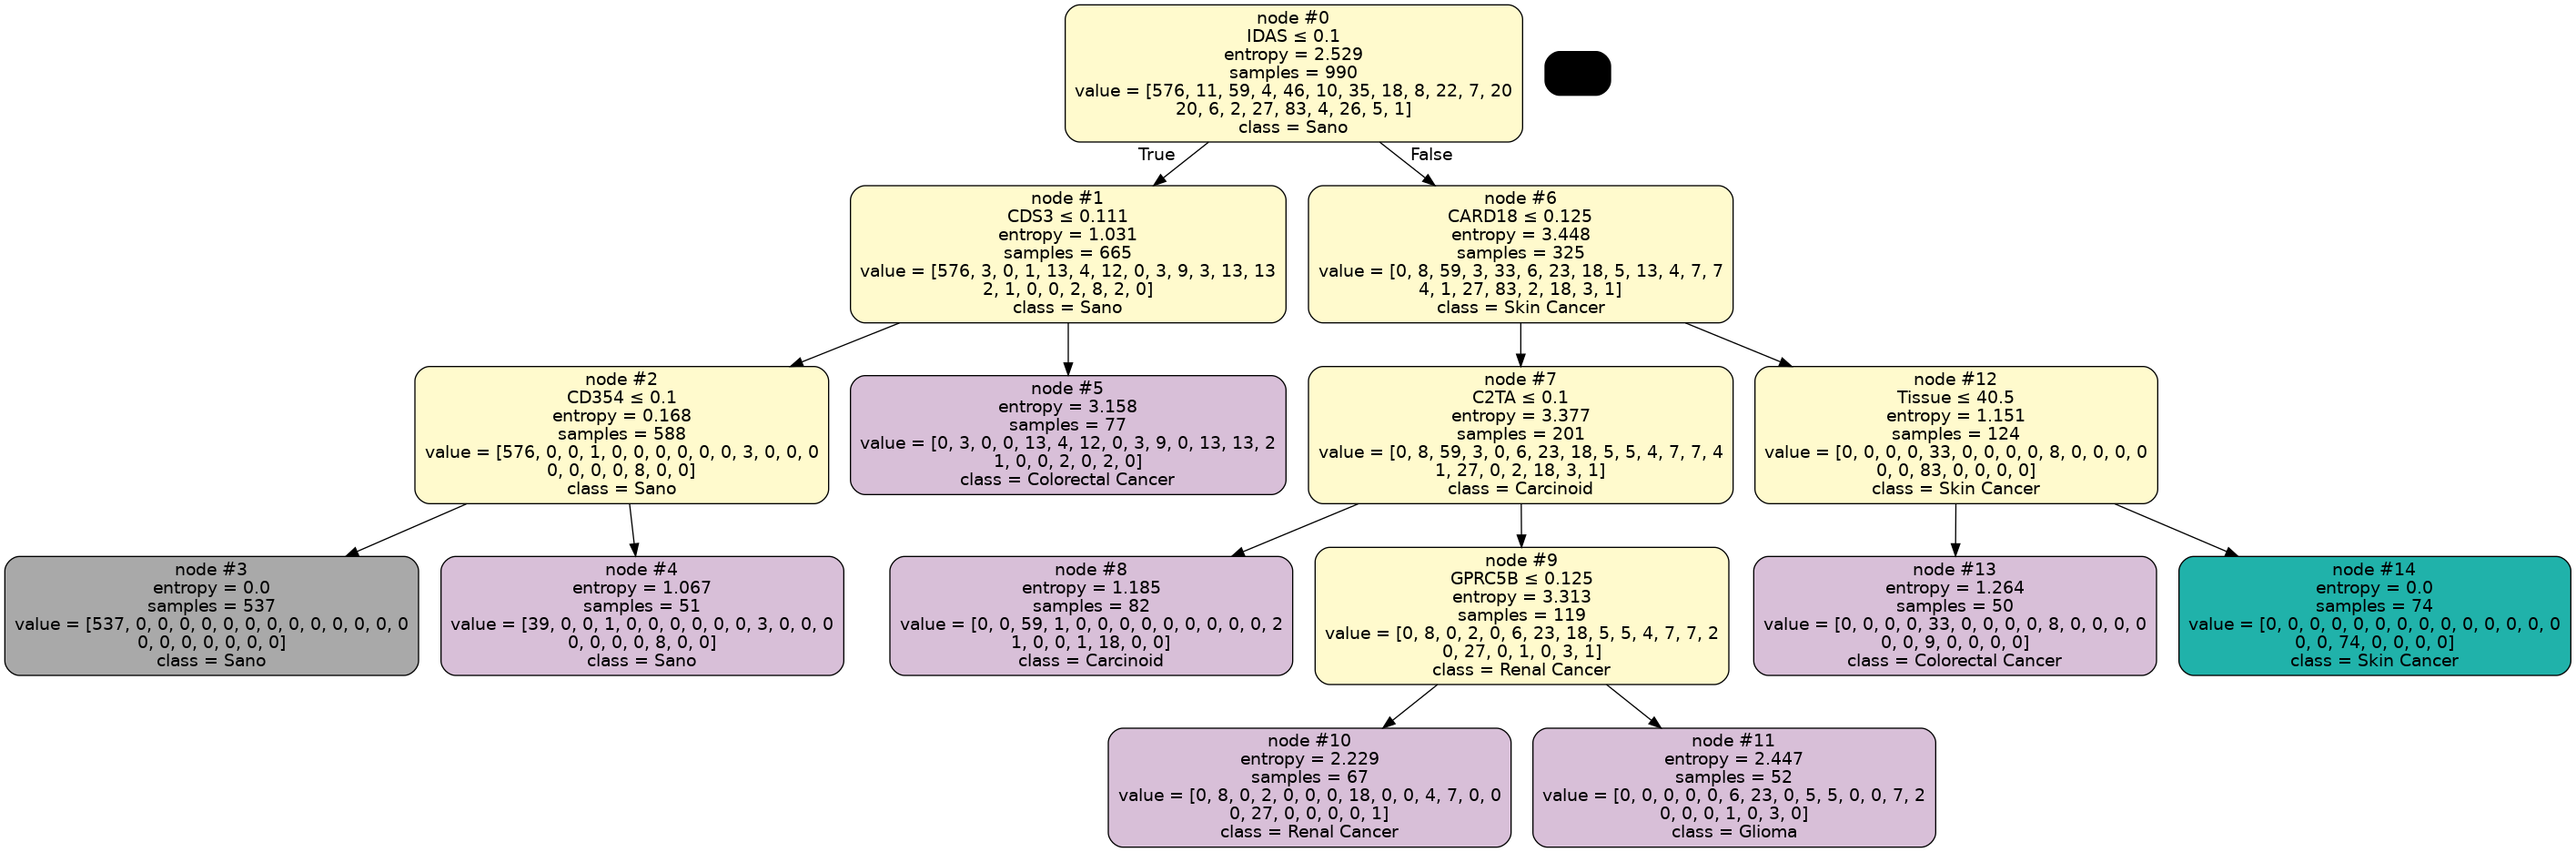 node #0
IDAS ≤ 0.1
entropy = 2.529
samples = 990
value = [576, 11, 59, 4, 46, 10, 35, 18, 8, 22, 7, 20
20, 6, 2, 27, 83, 4, 26, 5, 1]
class = Sano
True
False
node #1
CDS3 ≤ 0.111
entropy = 1.031
samples = 665
value = [576, 3, 0, 1, 13, 4, 12, 0, 3, 9, 3, 13, 13
2, 1, 0, 0, 2, 8, 2, 0]
class = Sano
node #6
CARD18 ≤ 0.125
entropy = 3.448
samples = 325
value = [0, 8, 59, 3, 33, 6, 23, 18, 5, 13, 4, 7, 7
4, 1, 27, 83, 2, 18, 3, 1]
class = Skin Cancer
node #2
CD354 ≤ 0.1
entropy = 0.168
samples = 588
value = [576, 0, 0, 1, 0, 0, 0, 0, 0, 0, 3, 0, 0, 0
0, 0, 0, 0, 8, 0, 0]
class = Sano
node #5
entropy = 3.158
samples = 77
value = [0, 3, 0, 0, 13, 4, 12, 0, 3, 9, 0, 13, 13, 2
1, 0, 0, 2, 0, 2, 0]
class = Colorectal Cancer
node #7
C2TA ≤ 0.1
entropy = 3.377
samples = 201
value = [0, 8, 59, 3, 0, 6, 23, 18, 5, 5, 4, 7, 7, 4
1, 27, 0, 2, 18, 3, 1]
class = Carcinoid
node #12
Tissue ≤ 40.5
entropy = 1.151
samples = 124
value = [0, 0, 0, 0, 33, 0, 0, 0, 0, 8, 0, 0, 0, 0
0, 0, 83, 0, 0, 0, 0]
class = Skin Cancer
node #3
entropy = 0.0
samples = 537
value = [537, 0, 0, 0, 0, 0, 0, 0, 0, 0, 0, 0, 0, 0
0, 0, 0, 0, 0, 0, 0]
class = Sano
node #4
entropy = 1.067
samples = 51
value = [39, 0, 0, 1, 0, 0, 0, 0, 0, 0, 3, 0, 0, 0
0, 0, 0, 0, 8, 0, 0]
class = Sano
node #8
entropy = 1.185
samples = 82
value = [0, 0, 59, 1, 0, 0, 0, 0, 0, 0, 0, 0, 0, 2
1, 0, 0, 1, 18, 0, 0]
class = Carcinoid
node #9
GPRC5B ≤ 0.125
entropy = 3.313
samples = 119
value = [0, 8, 0, 2, 0, 6, 23, 18, 5, 5, 4, 7, 7, 2
0, 27, 0, 1, 0, 3, 1]
class = Renal Cancer
node #13
entropy = 1.264
samples = 50
value = [0, 0, 0, 0, 33, 0, 0, 0, 0, 8, 0, 0, 0, 0
0, 0, 9, 0, 0, 0, 0]
class = Colorectal Cancer
node #14
entropy = 0.0
samples = 74
value = [0, 0, 0, 0, 0, 0, 0, 0, 0, 0, 0, 0, 0, 0
0, 0, 74, 0, 0, 0, 0]
class = Skin Cancer
node #10
entropy = 2.229
samples = 67
value = [0, 8, 0, 2, 0, 0, 0, 18, 0, 0, 4, 7, 0, 0
0, 27, 0, 0, 0, 0, 1]
class = Renal Cancer
node #11
entropy = 2.447
samples = 52
value = [0, 0, 0, 0, 0, 6, 23, 0, 5, 5, 0, 0, 7, 2
0, 0, 0, 1, 0, 3, 0]
class = Glioma